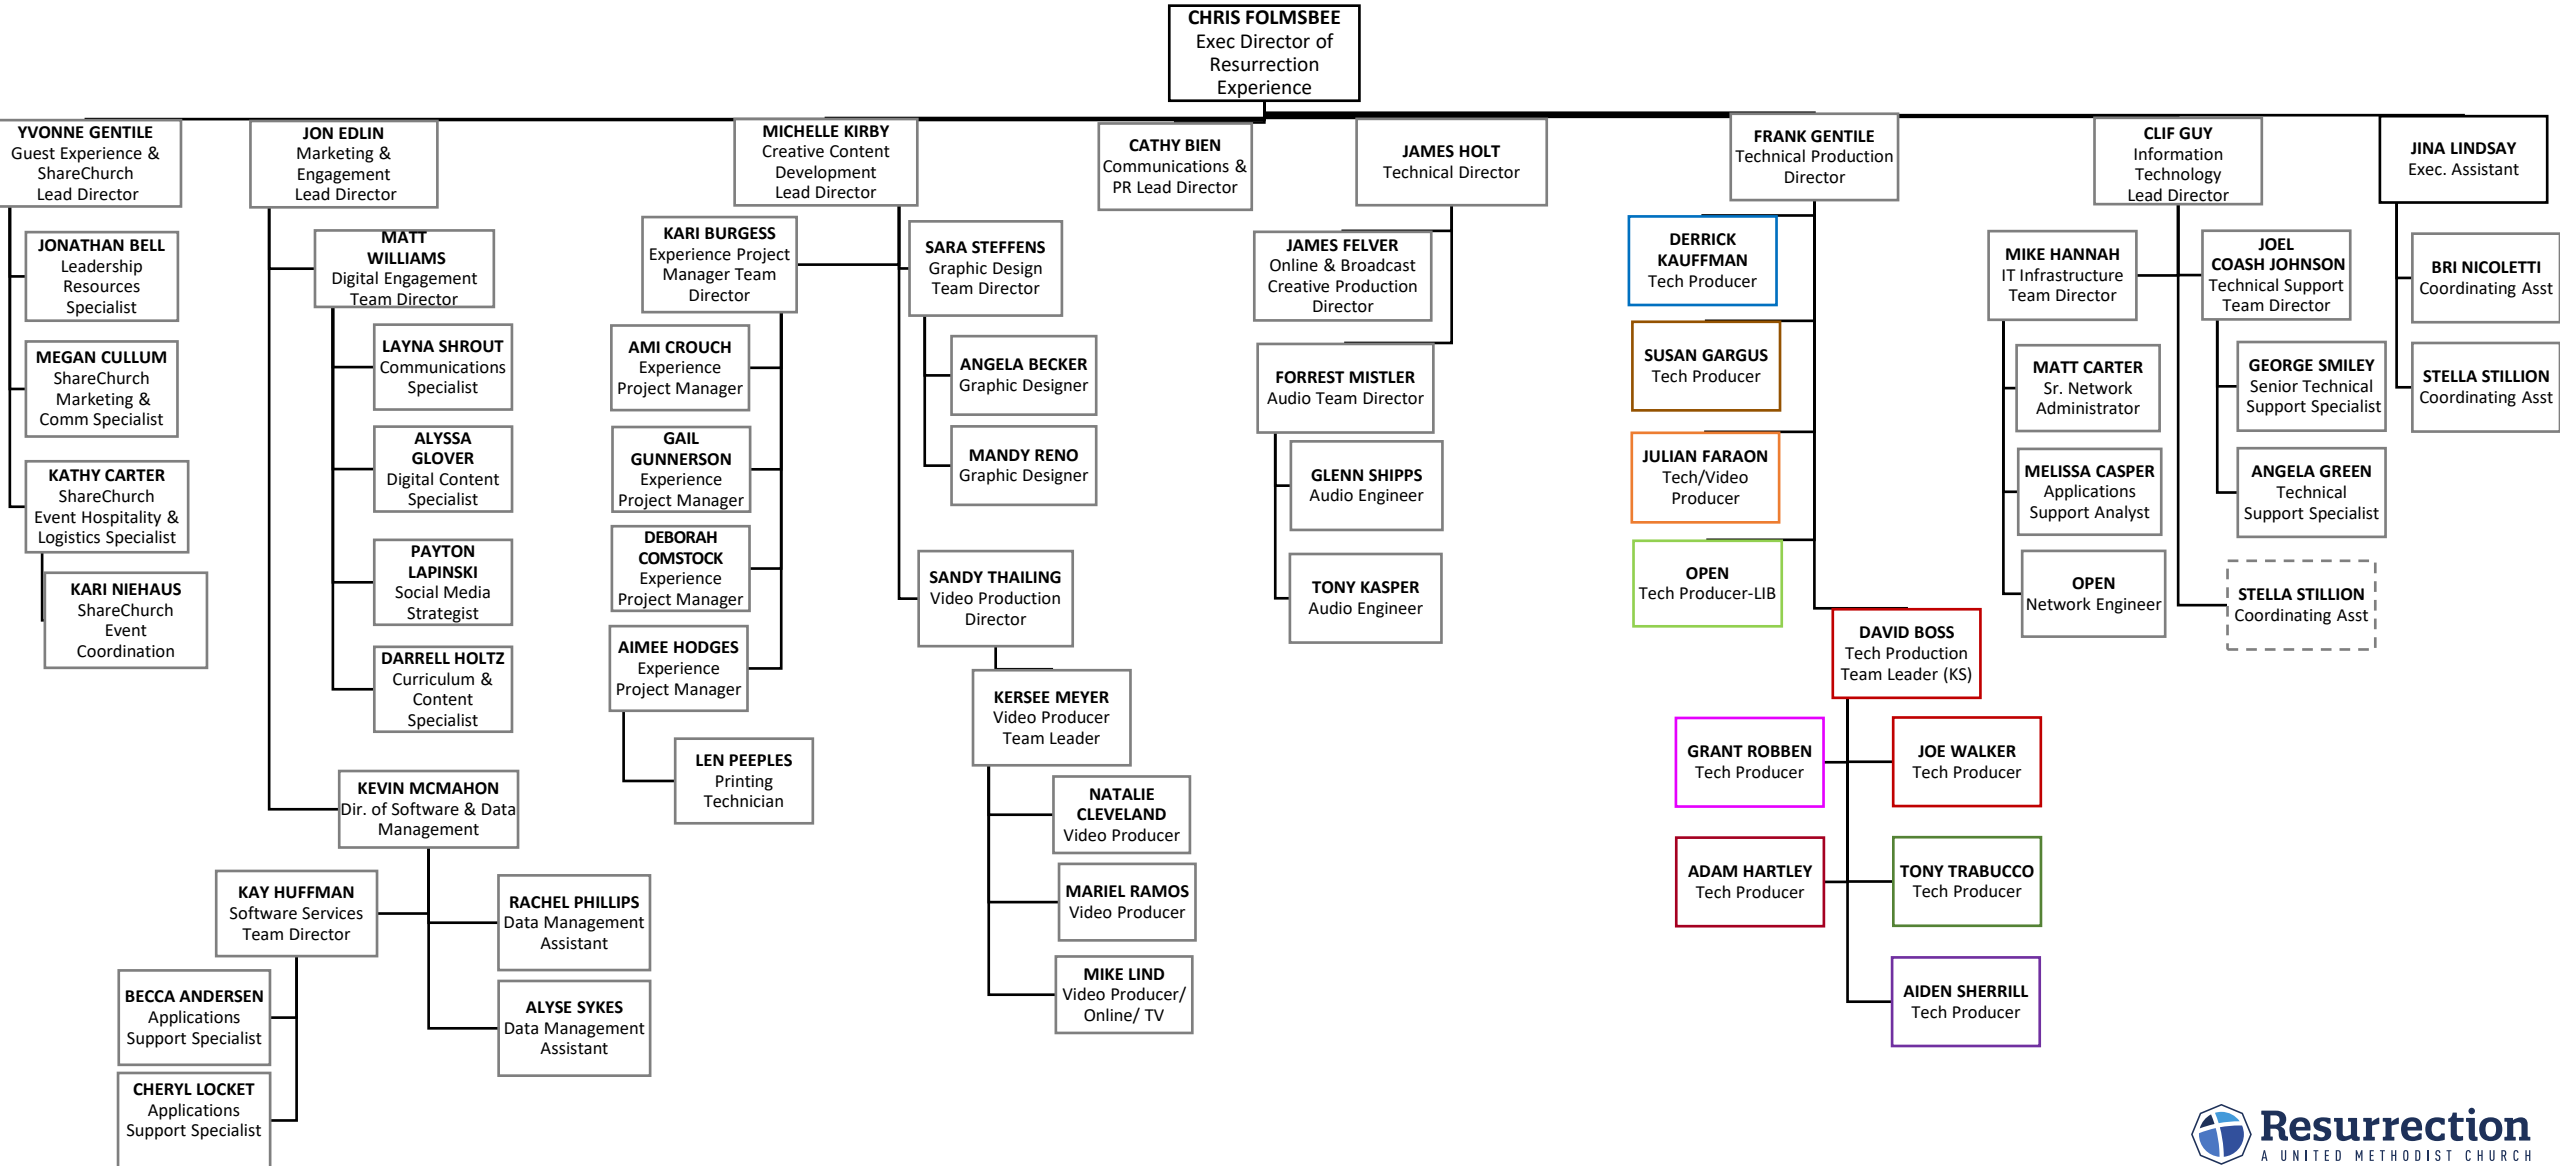 CHRIS FOLMSBEE
Exec Director of
Resurrection
Experience
YVONNE GENTILE
Guest Experience &
ShareChurch
Lead Director
JONATHAN BELL
Leadership
Resources
Specialist
MEGAN CULLUM
ShareChurch
Marketing &
Comm Specialist
KATHY CARTER
ShareChurch
Event Hospitality &
Logistics Specialist
KARI NIEHAUS
ShareChurch
Event
Coordination
JON EDLIN
Marketing &
Engagement
Lead Director
MATT
WILLIAMS
Digital Engagement
Team Director
LAYNA SHROUT
Communications
Specialist
ALYSSA
GLOVER
Digital Content
Specialist
PAYTON
LAPINSKI
Social Media
Strategist
DARRELL HOLTZ
Curriculum &
Content
Specialist
KEVIN MCMAHON
Dir. of Software & Data
Management
KAY HUFFMAN
Software Services
Team Director
BECCA ANDERSEN
Applications
Support Specialist
CHERYL LOCKET
Applications
Support Specialist
RACHEL PHILLIPS
Data Management
Assistant
ALYSE SYKES
Data Management
Assistant
MICHELLE KIRBY
Creative Content
Development
Lead Director
KARI BURGESS
Experience Project
Manager Team
Director
AMI CROUCH
Experience
Project Manager
GAIL
GUNNERSON
Experience
Project Manager
DEBORAH
COMSTOCK
Experience
Project Manager
AIMEE HODGES
Experience
Project Manager
LEN PEEPLES
Printing
Technician
SARA STEFFENS
Graphic Design
Team Director
ANGELA BECKER
Graphic Designer
MANDY RENO
Graphic Designer
SANDY THAILING
Video Production
Director
KERSEE MEYER
Video Producer
Team Leader
NATALIE
CLEVELAND
Video Producer
MARIEL RAMOS
Video Producer
MIKE LIND
Video Producer/
Online/ TV
CATHY BIEN
Communications &
PR Lead Director
JAMES HOLT
Technical Director
JAMES FELVER
Online & Broadcast
Creative Production
Director
FORREST MISTLER
Audio Team Director
GLENN SHIPPS
Audio Engineer
TONY KASPER
Audio Engineer
FRANK GENTILE
Technical Production
Director
DERRICK
KAUFFMAN
Tech Producer
SUSAN GARGUS
Tech Producer
JULIAN FARAON
Tech/Video
Producer
OPEN
Tech Producer-LIB
DAVID BOSS
Tech Production
Team Leader (KS)
GRANT ROBBEN
Tech Producer
JOE WALKER
Tech Producer
ADAM HARTLEY
Tech Producer
TONY TRABUCCO
Tech Producer
AIDEN SHERRILL
Tech Producer
CLIF GUY
Information
Technology
Lead Director
MIKE HANNAH
IT Infrastructure
Team Director
MATT CARTER
Sr. Network
Administrator
MELISSA CASPER
Applications
Support Analyst
OPEN
Network Engineer
JOEL
COASH JOHNSON
Technical Support
Team Director
GEORGE SMILEY
Senior Technical
Support Specialist
ANGELA GREEN
Technical
Support Specialist
STELLA STILLION
Coordinating Asst
JINA LINDSAY
Exec. Assistant
BRI NICOLETTI
Coordinating Asst
STELLA STILLION
Coordinating Asst
Resurrection
A UNITED METHODIST CHURCH